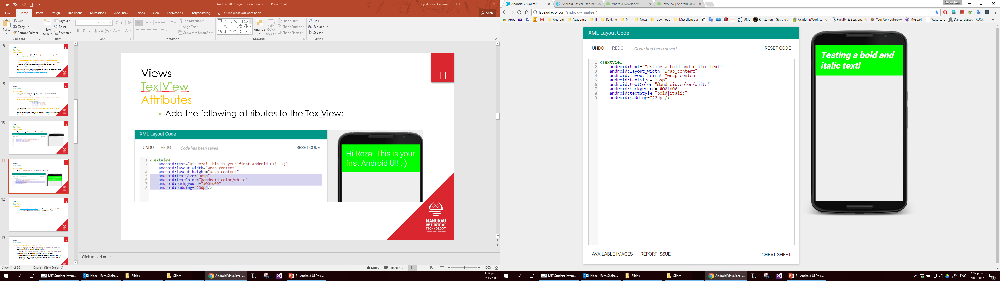 3 - Android UI Design Introduction.pptx - PowerPoint
Seyed Reza Shahamiri
File Home Insert Design Transitions Animations Slide Show Review View EndNote X7 Storyboarding Tell me what you want to do Share
Paste
Cut
Copy
Format Painter
Clipboard
New Slide
Layout
Reset
Section
Slides
24
Font
Text Direction
Align Text
Convert to SmartArt
Paragraph
Arrange
Quick Styles
Shape Fill
Shape Outline
Shape Effects
Drawing
Find
Replace
Select
Editing
8
9
10
11
12
13
11
Views
TextView
Attributes
Add the following attributes to the TextView:
XML Layout Code
UNDO REDO Code has been saved RESET CODE
1 <TextView
2 android:text="Hi Reza! This is your first Android UI! :-)"
3 android:layout_width="wrap_content"
4 android:layout_height="wrap_content"
5 android:textSize="36sp"
6 android:textColor="@android:color/white"
7 android:background="#00fd00"
8 android:padding="20dp"/>
Hi Reza! This is your
first Android UI! :-)
MANUKAU
INSTITUTE OF
TECHNOLOGY
Click to add notes
Slide 11 of 28 English (New Zealand) Notes Comments 100%
MIT Student Intern... Inbox - Reza.Shaha... Slides Slides Android Visualizer -... 3 - Android UI Desi... 1:32 p.m.
7/03/2017
Android Visualizer Android Basics: User Inte Android Developers TextView | Android Deve Seyed Reza
labs.udacity.com/android-visualizer/
Apps Android Academic IT Banking MIT News Download Miscellaneous UML Riffstation - Get the c AcademicWork.ca - C Faculty & Sessional P Your Computeroxy MySpark Watercare Dance classes - AUCK
XML Layout Code
UNDO REDO Code has been saved RESET CODE
1 <TextView
2 android:text="Testing a bold and italic text!"
3 android:layout_width="wrap_content"
4 android:layout_height="wrap_content"
5 android:textSize="36sp"
6 android:textColor="@android:color/white"
7 android:background="#00fd00"
8 android:textStyle="bold|italic"
9 android:padding="20dp"/>
Testing a bold and
italic text!
AVAILABLE IMAGES REPORT ISSUE CHEAT SHEET
MIT Student Intern... Inbox - Reza.Shaha... Slides Slides Android Visualizer -... 3 - Android UI Desi... ENG 1:32 p.m.
7/03/2017